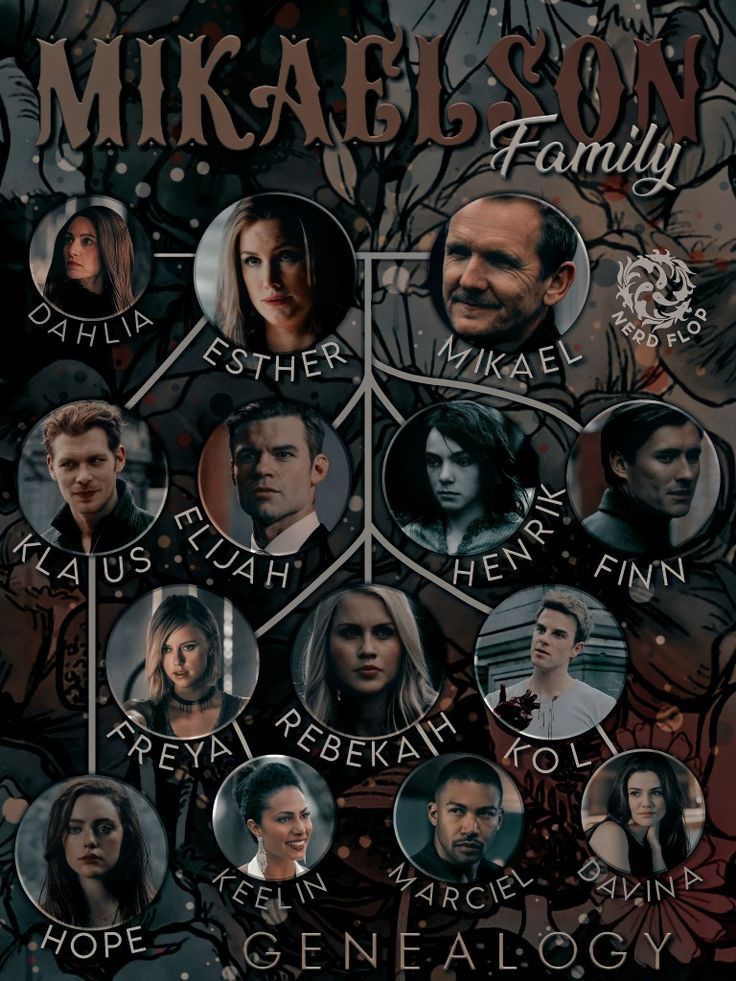 MIKAELSON
Family
DAHLIA
ESTHER
MIKAEL
NERD FLOP
KLAUS
ELIJAH
HENRIK
FINN
FREYA
REBEKAH
KOL
HOPE
KEELIN
MARCIEL
DAVINA
GENEALOGY